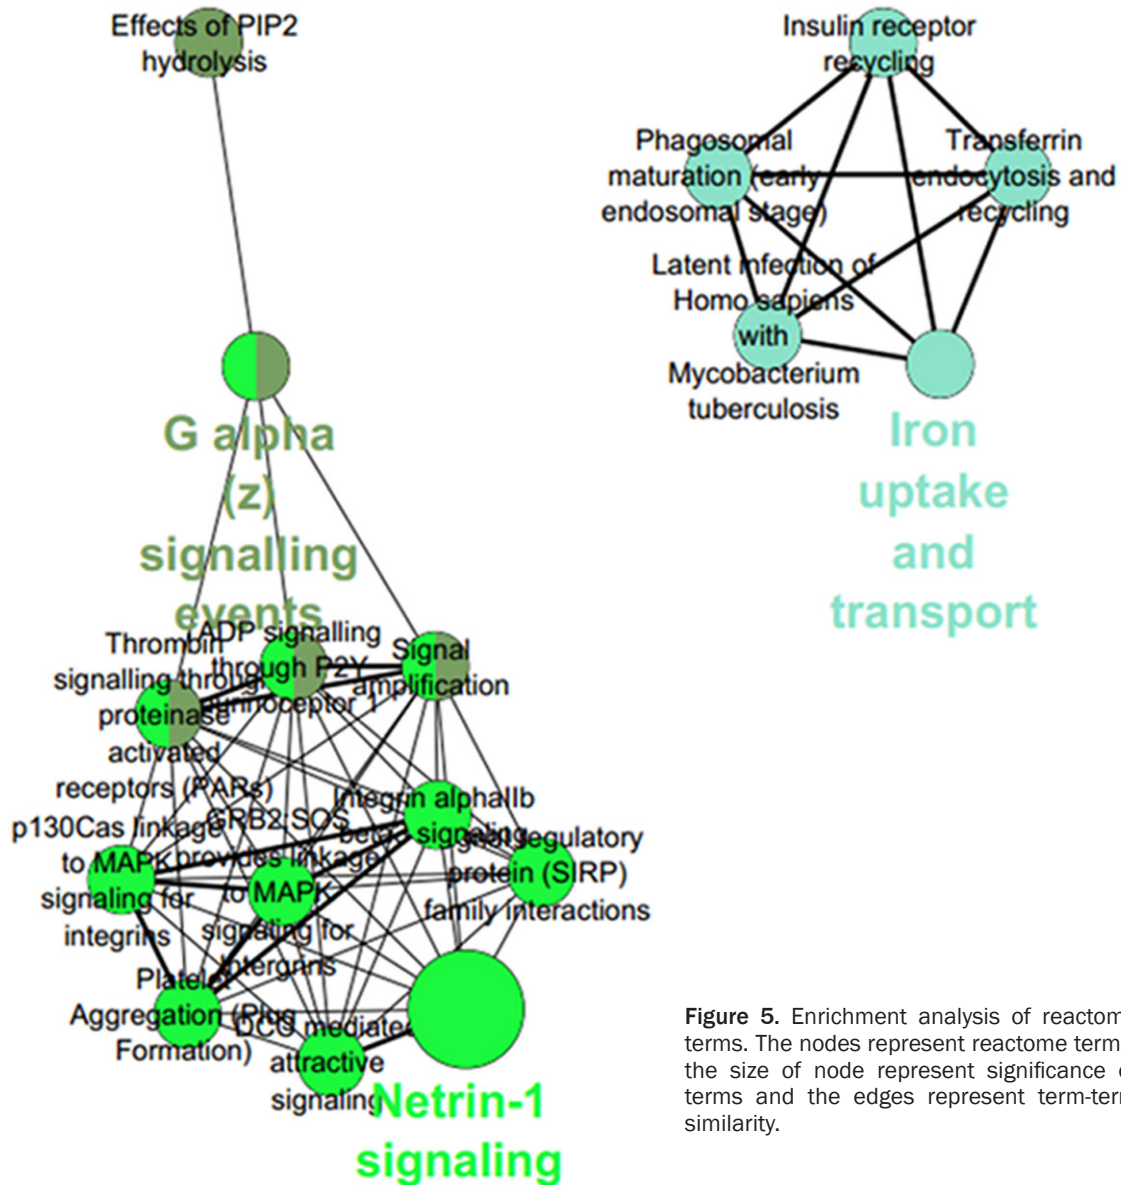 Effects of PIP2
hydrolysis
Insulin receptor
recycling
Phagosomal
maturation (early
endosomal stage)
Transferrin
endocytosis and
recycling
Latent infection of
Homo sapiens
with
Mycobacterium
tuberculosis
Iron
uptake
and
transport
G alpha
(z)
signalling
events
Thrombin
signalling through
proteinase
activated
receptors (PARs)
ADP signalling
through P2Y
purinoceptor 1
Signal
amplification
Integrin alphaIIb
beta signaling
regulatory
protein (SIRP)
family interactions
p130Cas linkage
to MAPK
signaling for
integrins
GRB2:SOS
provides linkage
to MAPK
signaling for
Intergrins
Platelet
Aggregation (Plug
Formation)
DCC mediated
attractive
signaling
Netrin-1
signaling
Figure 5. Enrichment analysis of reactom
terms. The nodes represent reactome term
the size of node represent significance o
terms and the edges represent term-term
similarity.